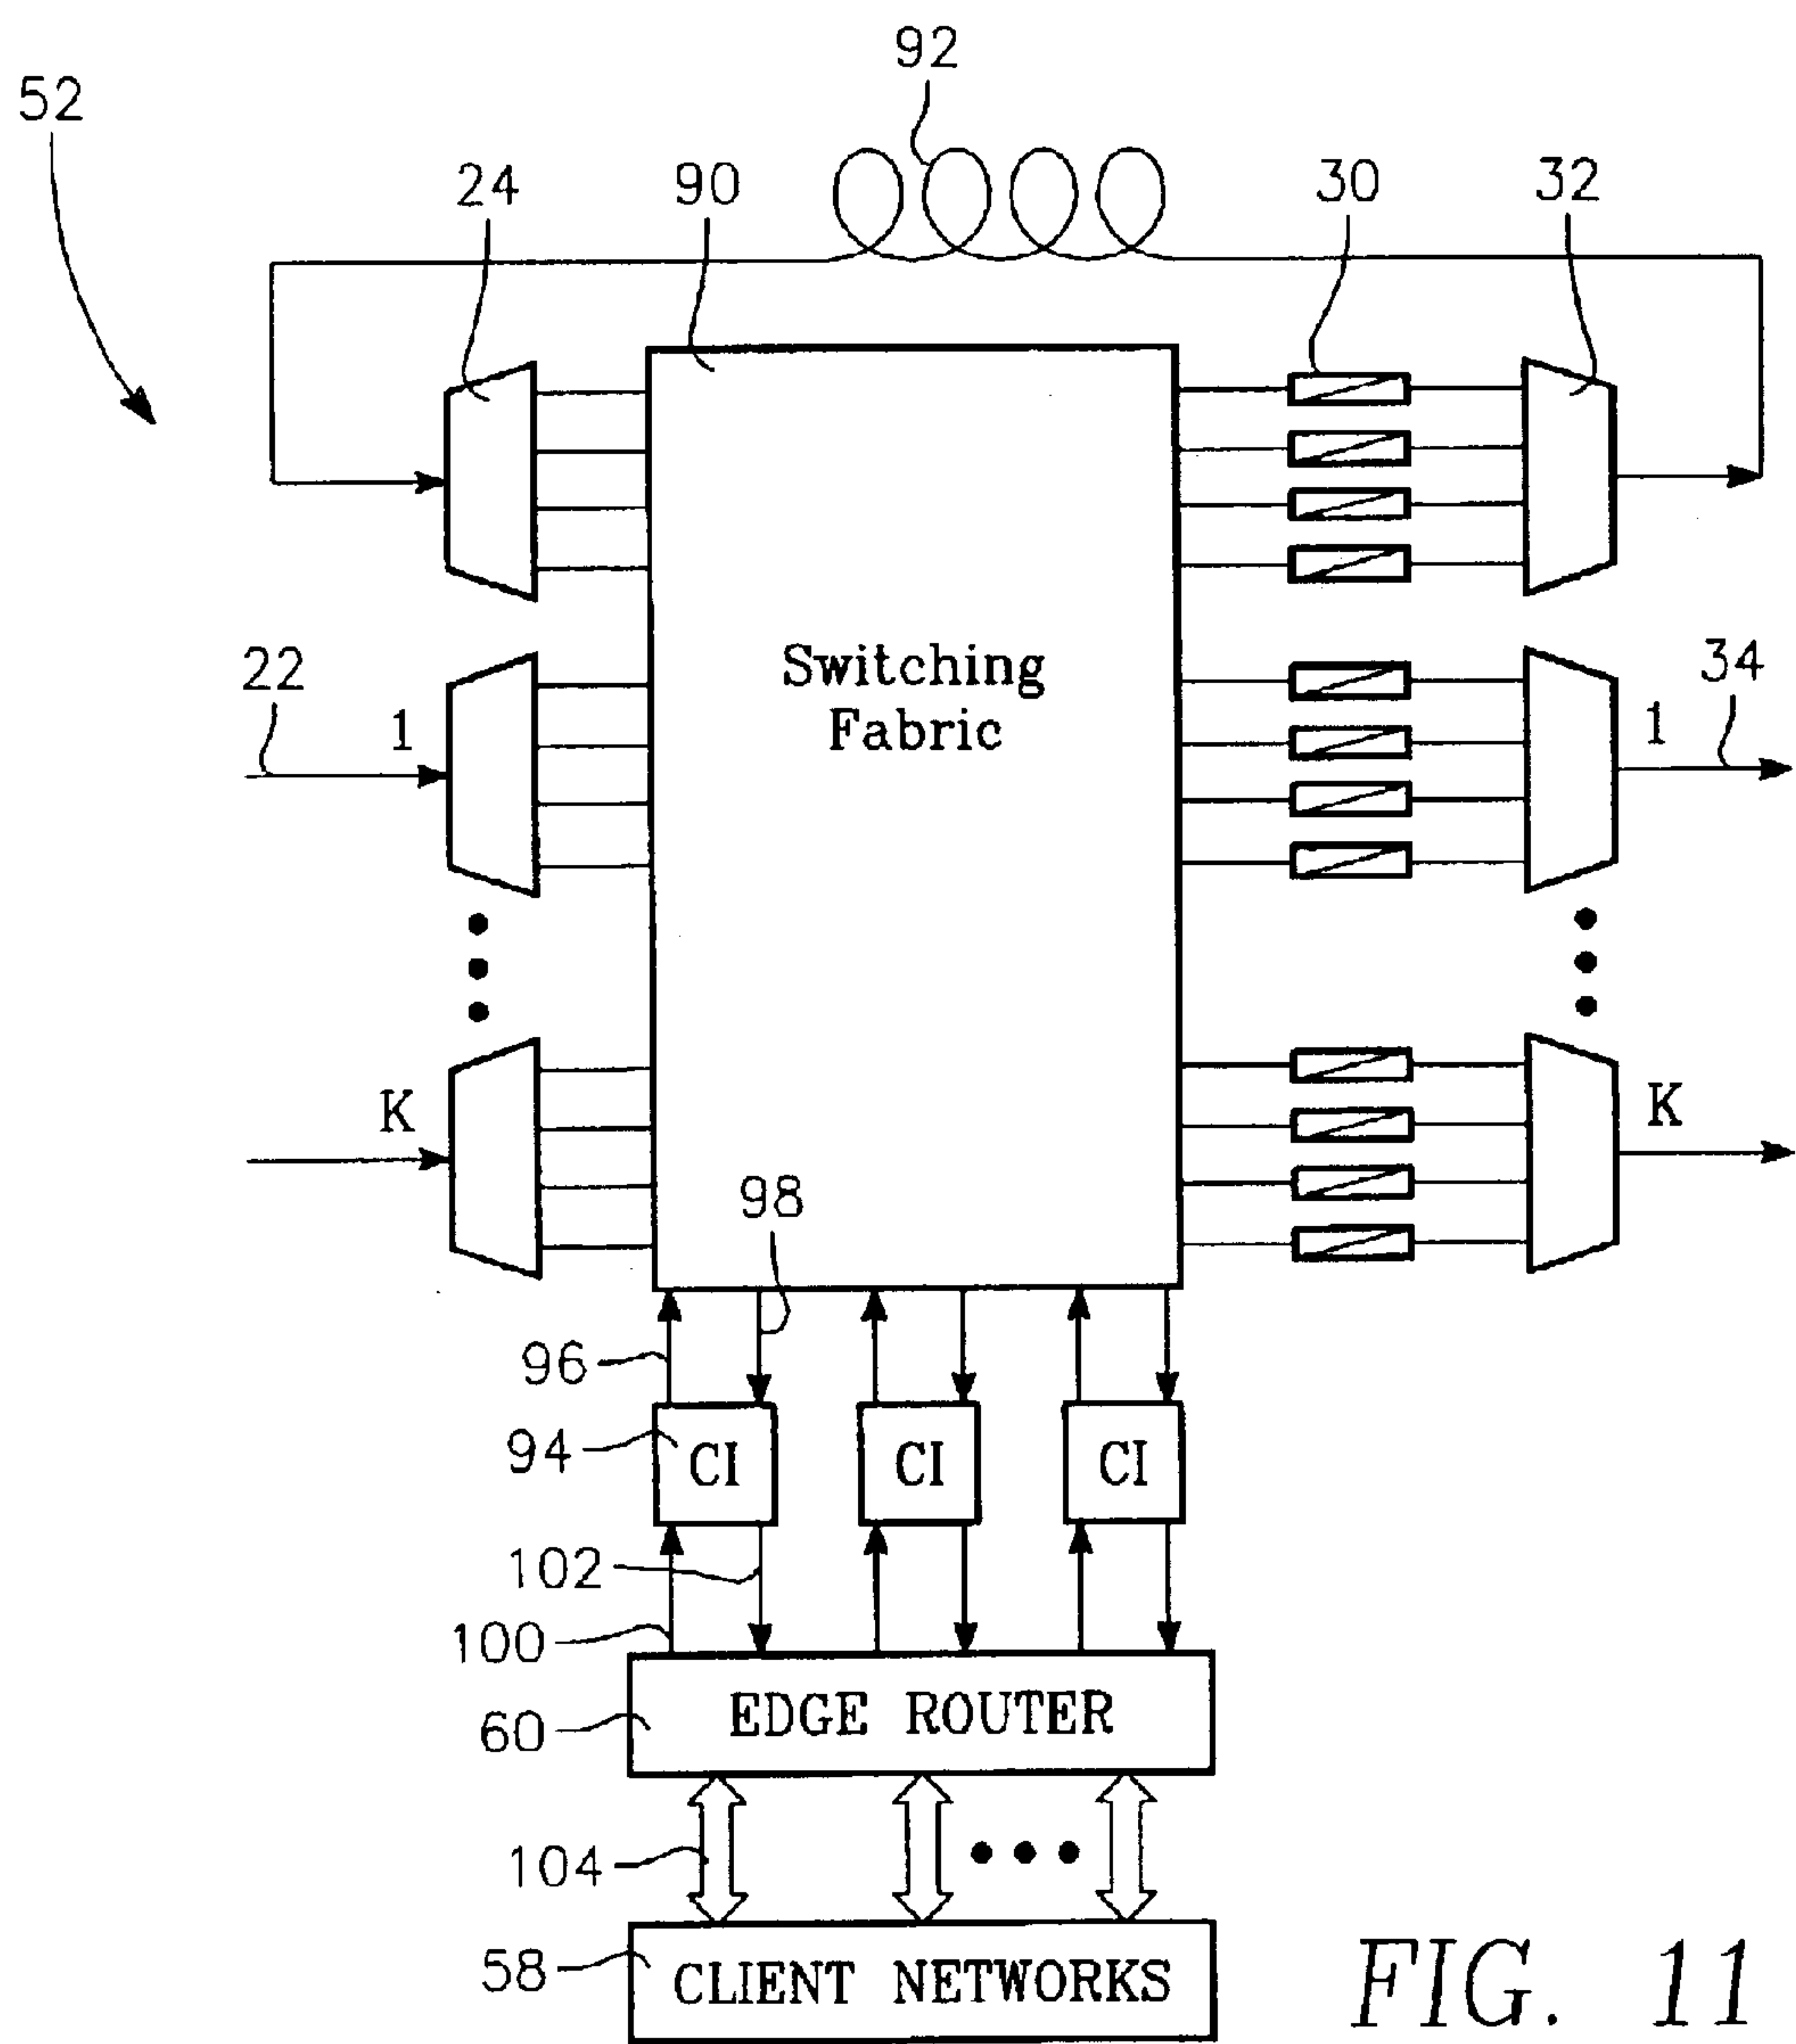 92
52
24
90
30
32
Switching
Fabric
22
1
1
34
K
K
98
96
94
CI
CI
CI
102
100
EDGE ROUTER
60
104
58
CLIENT NETWORKS
FIG. 11